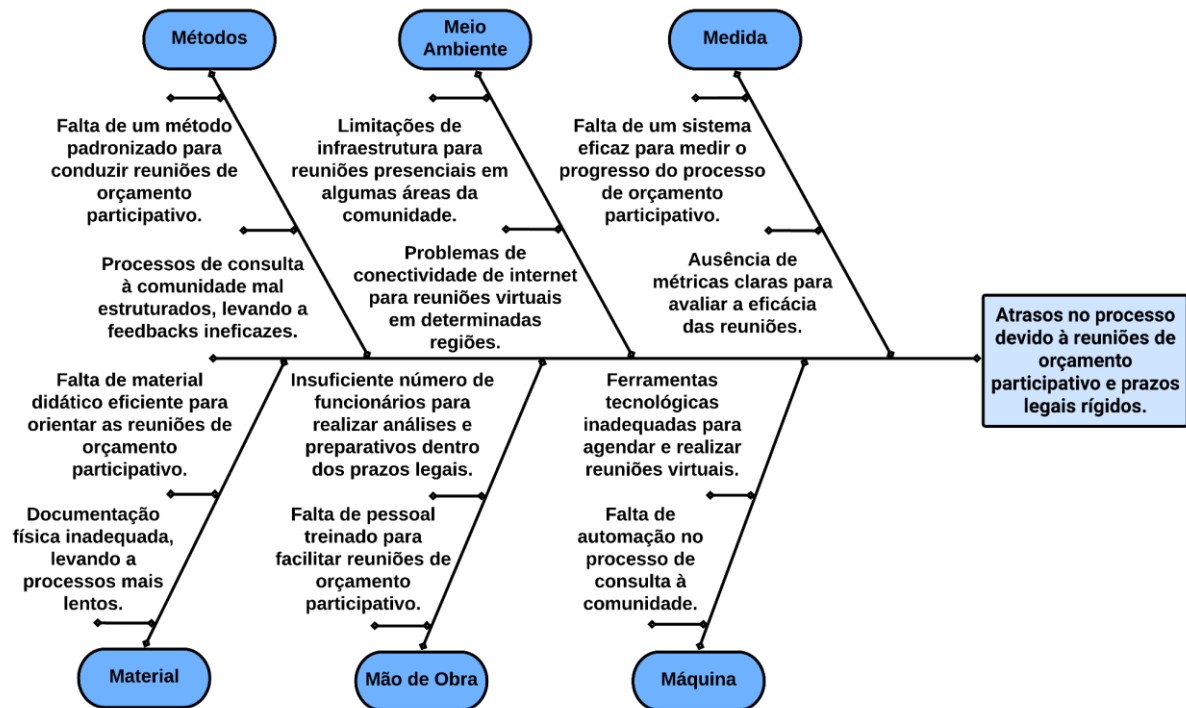 Métodos
Meio
Ambiente
Medida
Falta de um método
padronizado para
conduzir reuniões de
orçamento
participativo.
Limitações de
infraestrutura para
reuniões presenciais em
algumas áreas da
comunidade.
Falta de um sistema
eficaz para medir o
progresso do processo
de orçamento
participativo.
Processos de consulta
à comunidade mal
estruturados, levando a
feedbacks ineficazes.
Problemas de
conectividade de internet
para reuniões virtuais
em determinadas
regiões.
Ausência de
métricas claras para
avaliar a eficácia
das reuniões.
Atrasos no processo
devido à reuniões de
orçamento
participativo e prazos
legais rígidos.
Falta de material
didático eficiente para
orientar as reuniões de
orçamento
participativo.
Insuficiente número de
funcionários para
realizar análises e
preparativos dentro
dos prazos legais.
Ferramentas
tecnológicas
inadequadas para
agendar e realizar
reuniões virtuais.
Documentação
física inadequada,
levando a
processos mais
lentos.
Falta de pessoal
treinado para
facilitar reuniões de
orçamento
participativo.
Falta de
automação no
processo de
consulta à
comunidade.
Material
Mão de Obra
Máquina